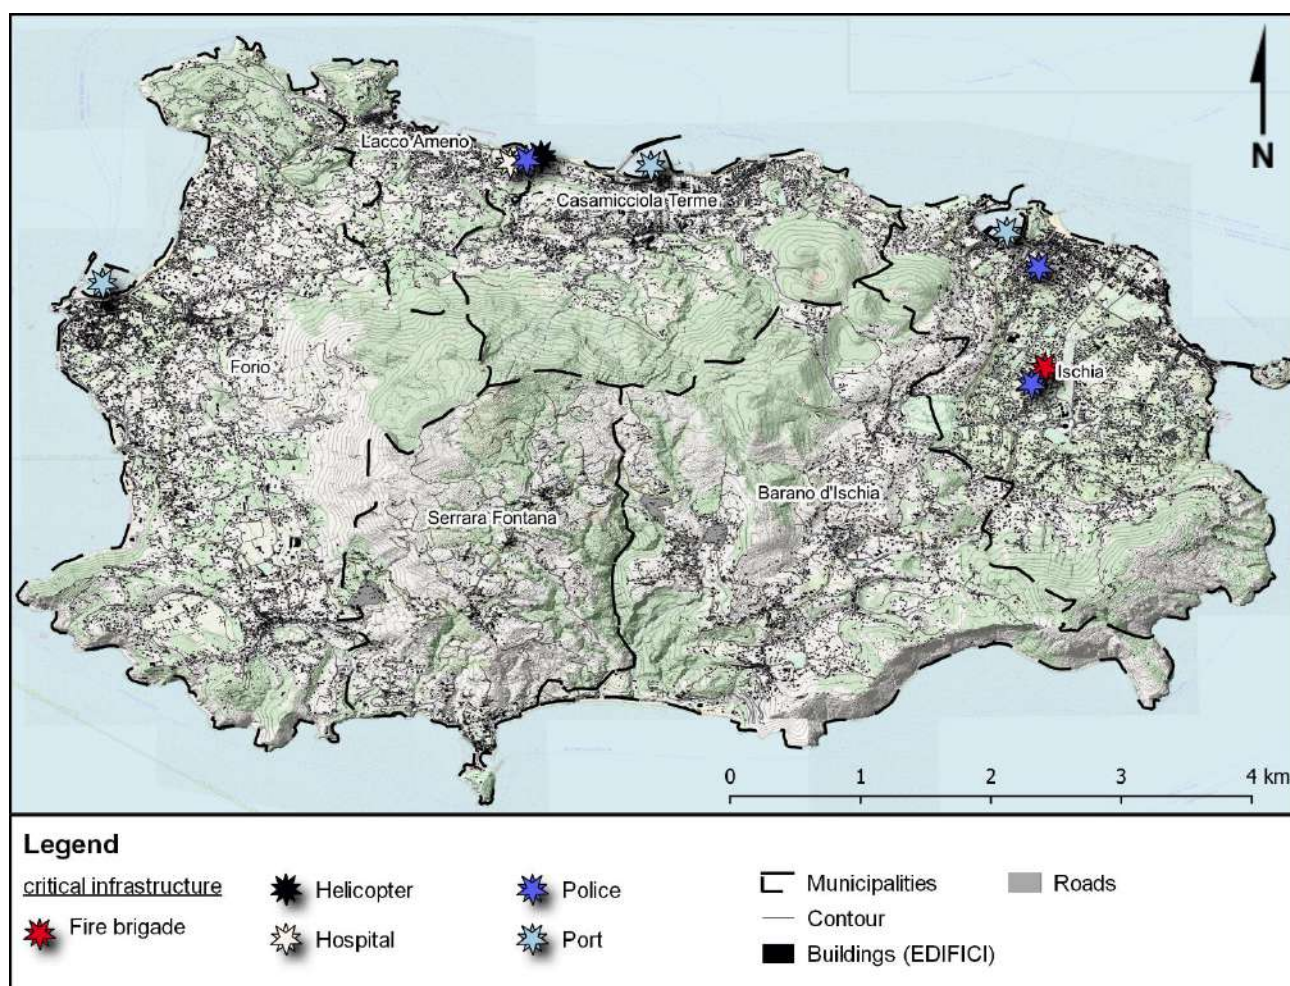 N
Lacco Ameno
Casamicciola Terme
Forio
Ischia
Barano d'Ischia
Serrara Fontana
0 1 2 3 4 km
Legend
critical infrastructure
Fire brigade
Helicopter
Hospital
Police
Port
Municipalities
Contour
Buildings (EDIFICI)
Roads